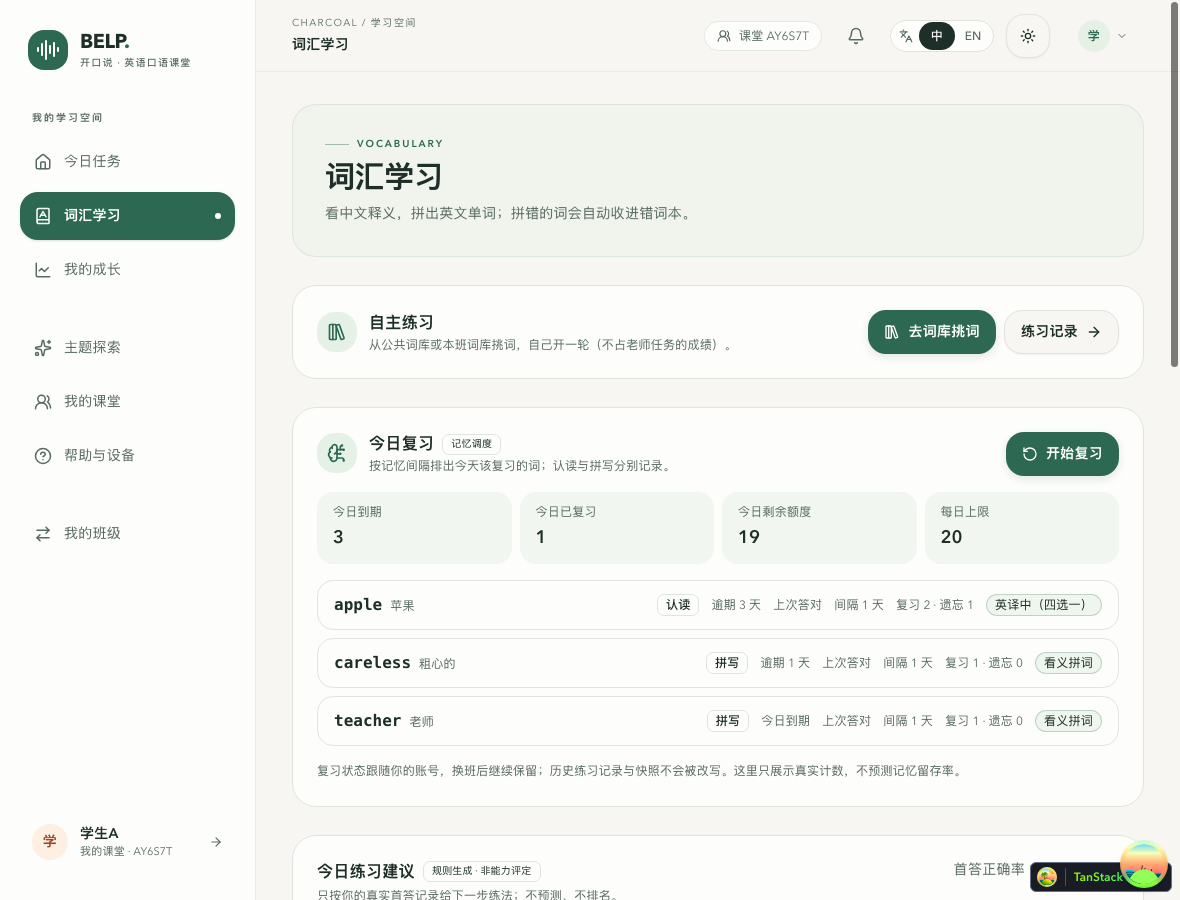 BELP.
开口说 · 英语口语课堂
我的学习空间
今日任务
词汇学习
我的成长
主题探索
我的课堂
帮助与设备
我的班级
学
学生A
我的课堂 · AY6S7T
CHARCOAL / 学习空间
词汇学习
课堂 AY6S7T
中
EN
学
VOCABULARY
词汇学习
看中文释义，拼出英文单词；拼错的词会自动收进错词本。
自主练习
从公共词库或本班词库挑词，自己开一轮（不占老师任务的成绩）。
去词库挑词
练习记录
今日复习 记忆调度
按记忆间隔排出今天该复习的词；认读与拼写分别记录。
开始复习
今日到期
3
今日已复习
1
今日剩余额度
19
每日上限
20
apple 苹果 认读 逾期 3 天 上次答对 间隔 1 天 复习 2 · 遗忘 1 英译中（四选一）
careless 粗心的 拼写 逾期 1 天 上次答对 间隔 1 天 复习 1 · 遗忘 0 看义拼词
teacher 老师 拼写 今日到期 上次答对 间隔 1 天 复习 1 · 遗忘 0 看义拼词
复习状态跟随你的账号，换班后继续保留；历史练习记录与快照不会被改写。这里只展示真实计数，不预测记忆留存率。
今日练习建议 规则生成 · 非能力评定
首答正确率
只按你的真实首答记录给下一步练法；不预测、不排名。
TanStack